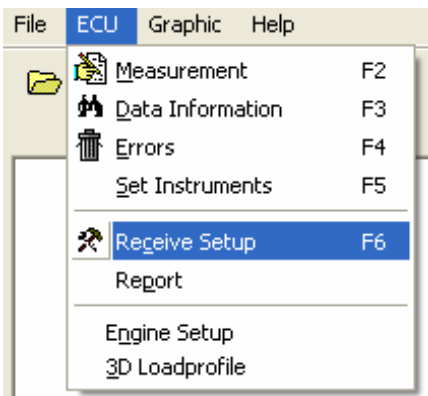 File ECU Graphic Help
Measurement F2
Data Information F3
Errors F4
Set Instruments F5
Receive Setup F6
Report
Engine Setup
3D Loadprofile